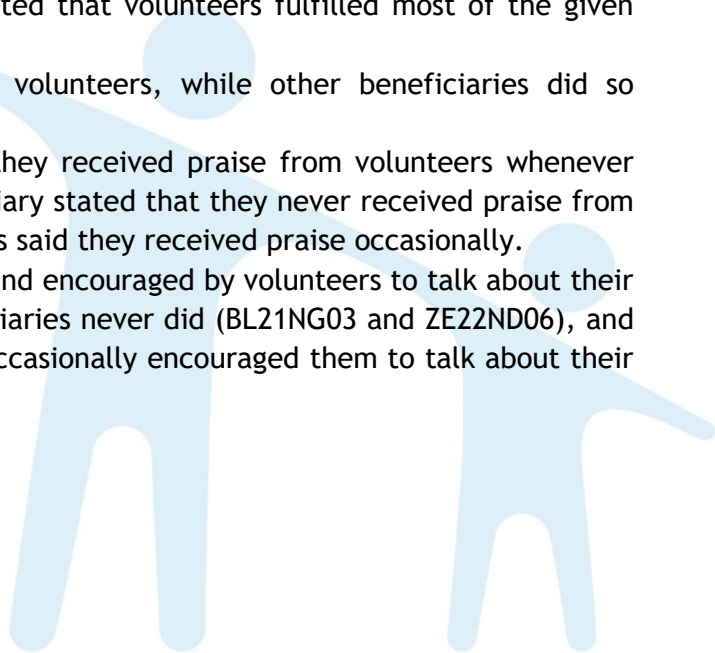 ted that volunteers fulfilled most of the given
volunteers, while other beneficiaries did so
they received praise from volunteers whenever
iary stated that they never received praise from
s said they received praise occasionally.
nd encouraged by volunteers to talk about their
iaries never did (BL21NG03 and ZE22ND06), and
occasionally encouraged them to talk about their